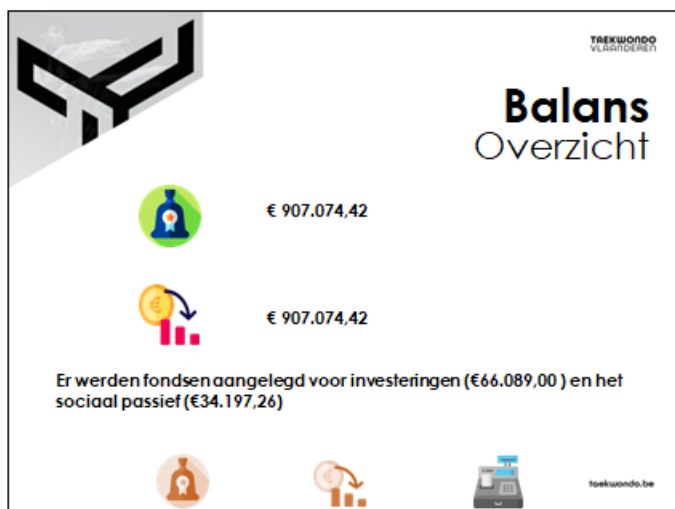 TAEKWONDO
VLAANDEREN
Balans
Overzicht
€ 907.074,42
€ 907.074,42
Er werden fondsen aangelegd voor investeringen (€66.089,00 ) en het
sociaal passief (€34.197,26)
taekwondo.be